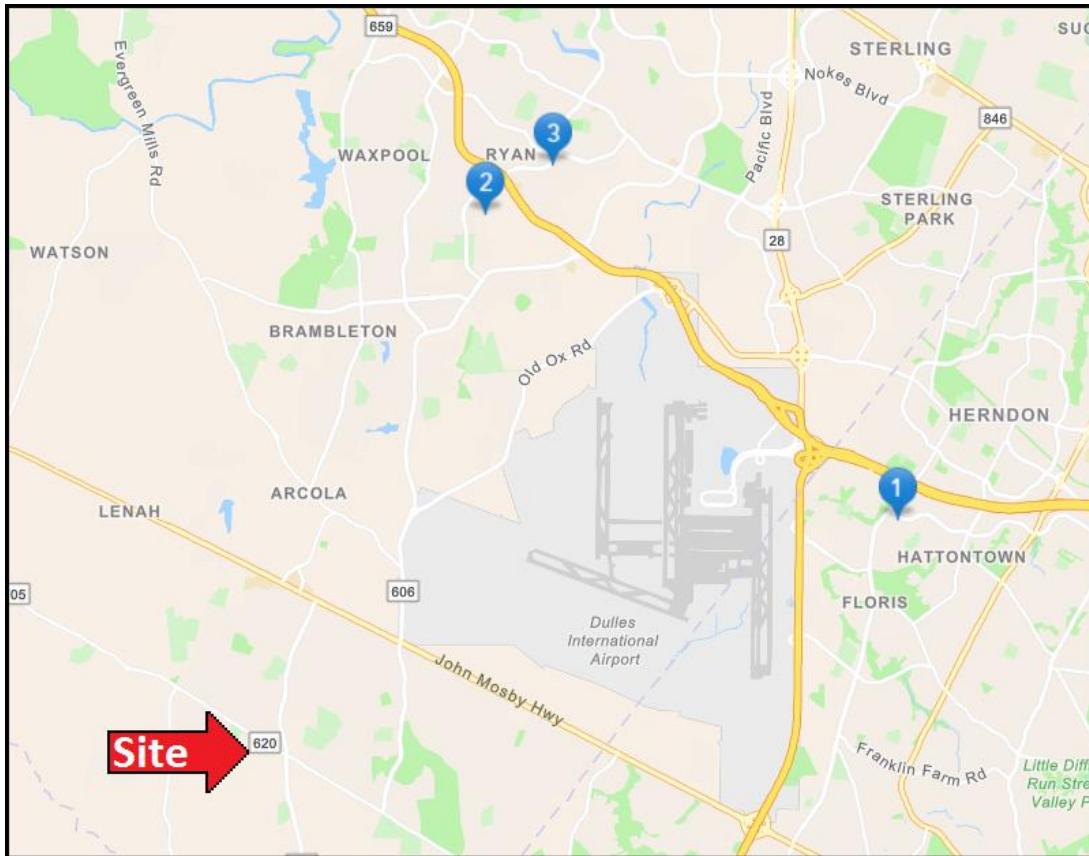 659
SUG
STERLING
Nokes Blvd
Evergreen Mills Rd
846
3
Pacific Blvd
WAXPOOL
RYAN
2
STERLING
PARK
28
WATSON
BRAMBLETON
Old Ox Rd
HERNDON
1
ARCOLA
LENAH
HATTONTOWN
606
05
FLORIS
Dulles
International
Airport
John Mosby Hwy
Site
620
Franklin Farm Rd
Little Diffi
Run Stre
Valley P